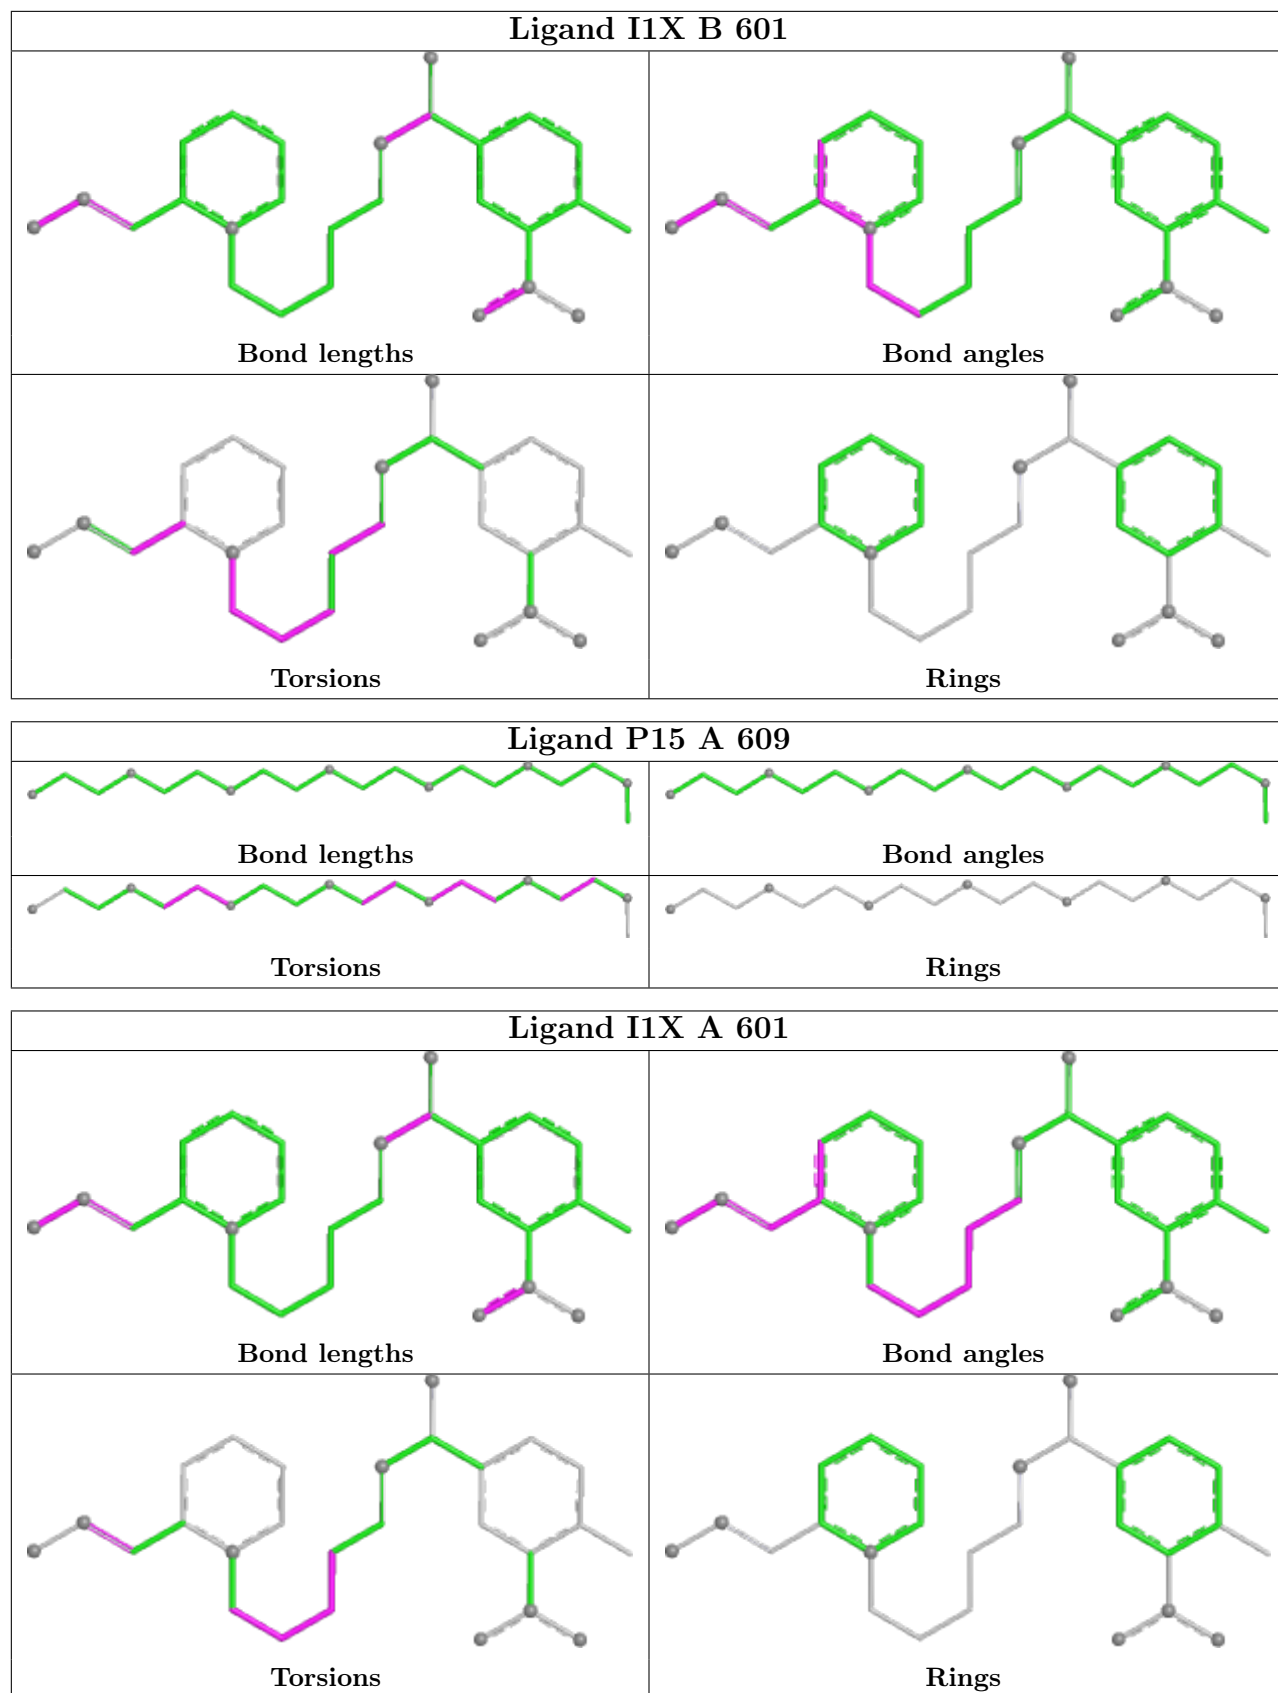 Ligand I1X B 601
Bond lengths
Bond angles
Torsions
Rings
Ligand P15 A 609
Bond lengths
Bond angles
Torsions
Rings
Ligand I1X A 601
Bond lengths
Bond angles
Torsions
Rings